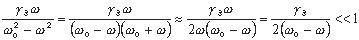 γ₃ω / (ω₀² − ω²) = γ₃ω / ((ω₀ − ω)(ω₀ + ω)) ≈ γ₃ω / (2ω(ω₀ − ω)) = γ₃ / (2(ω₀ − ω)) << 1